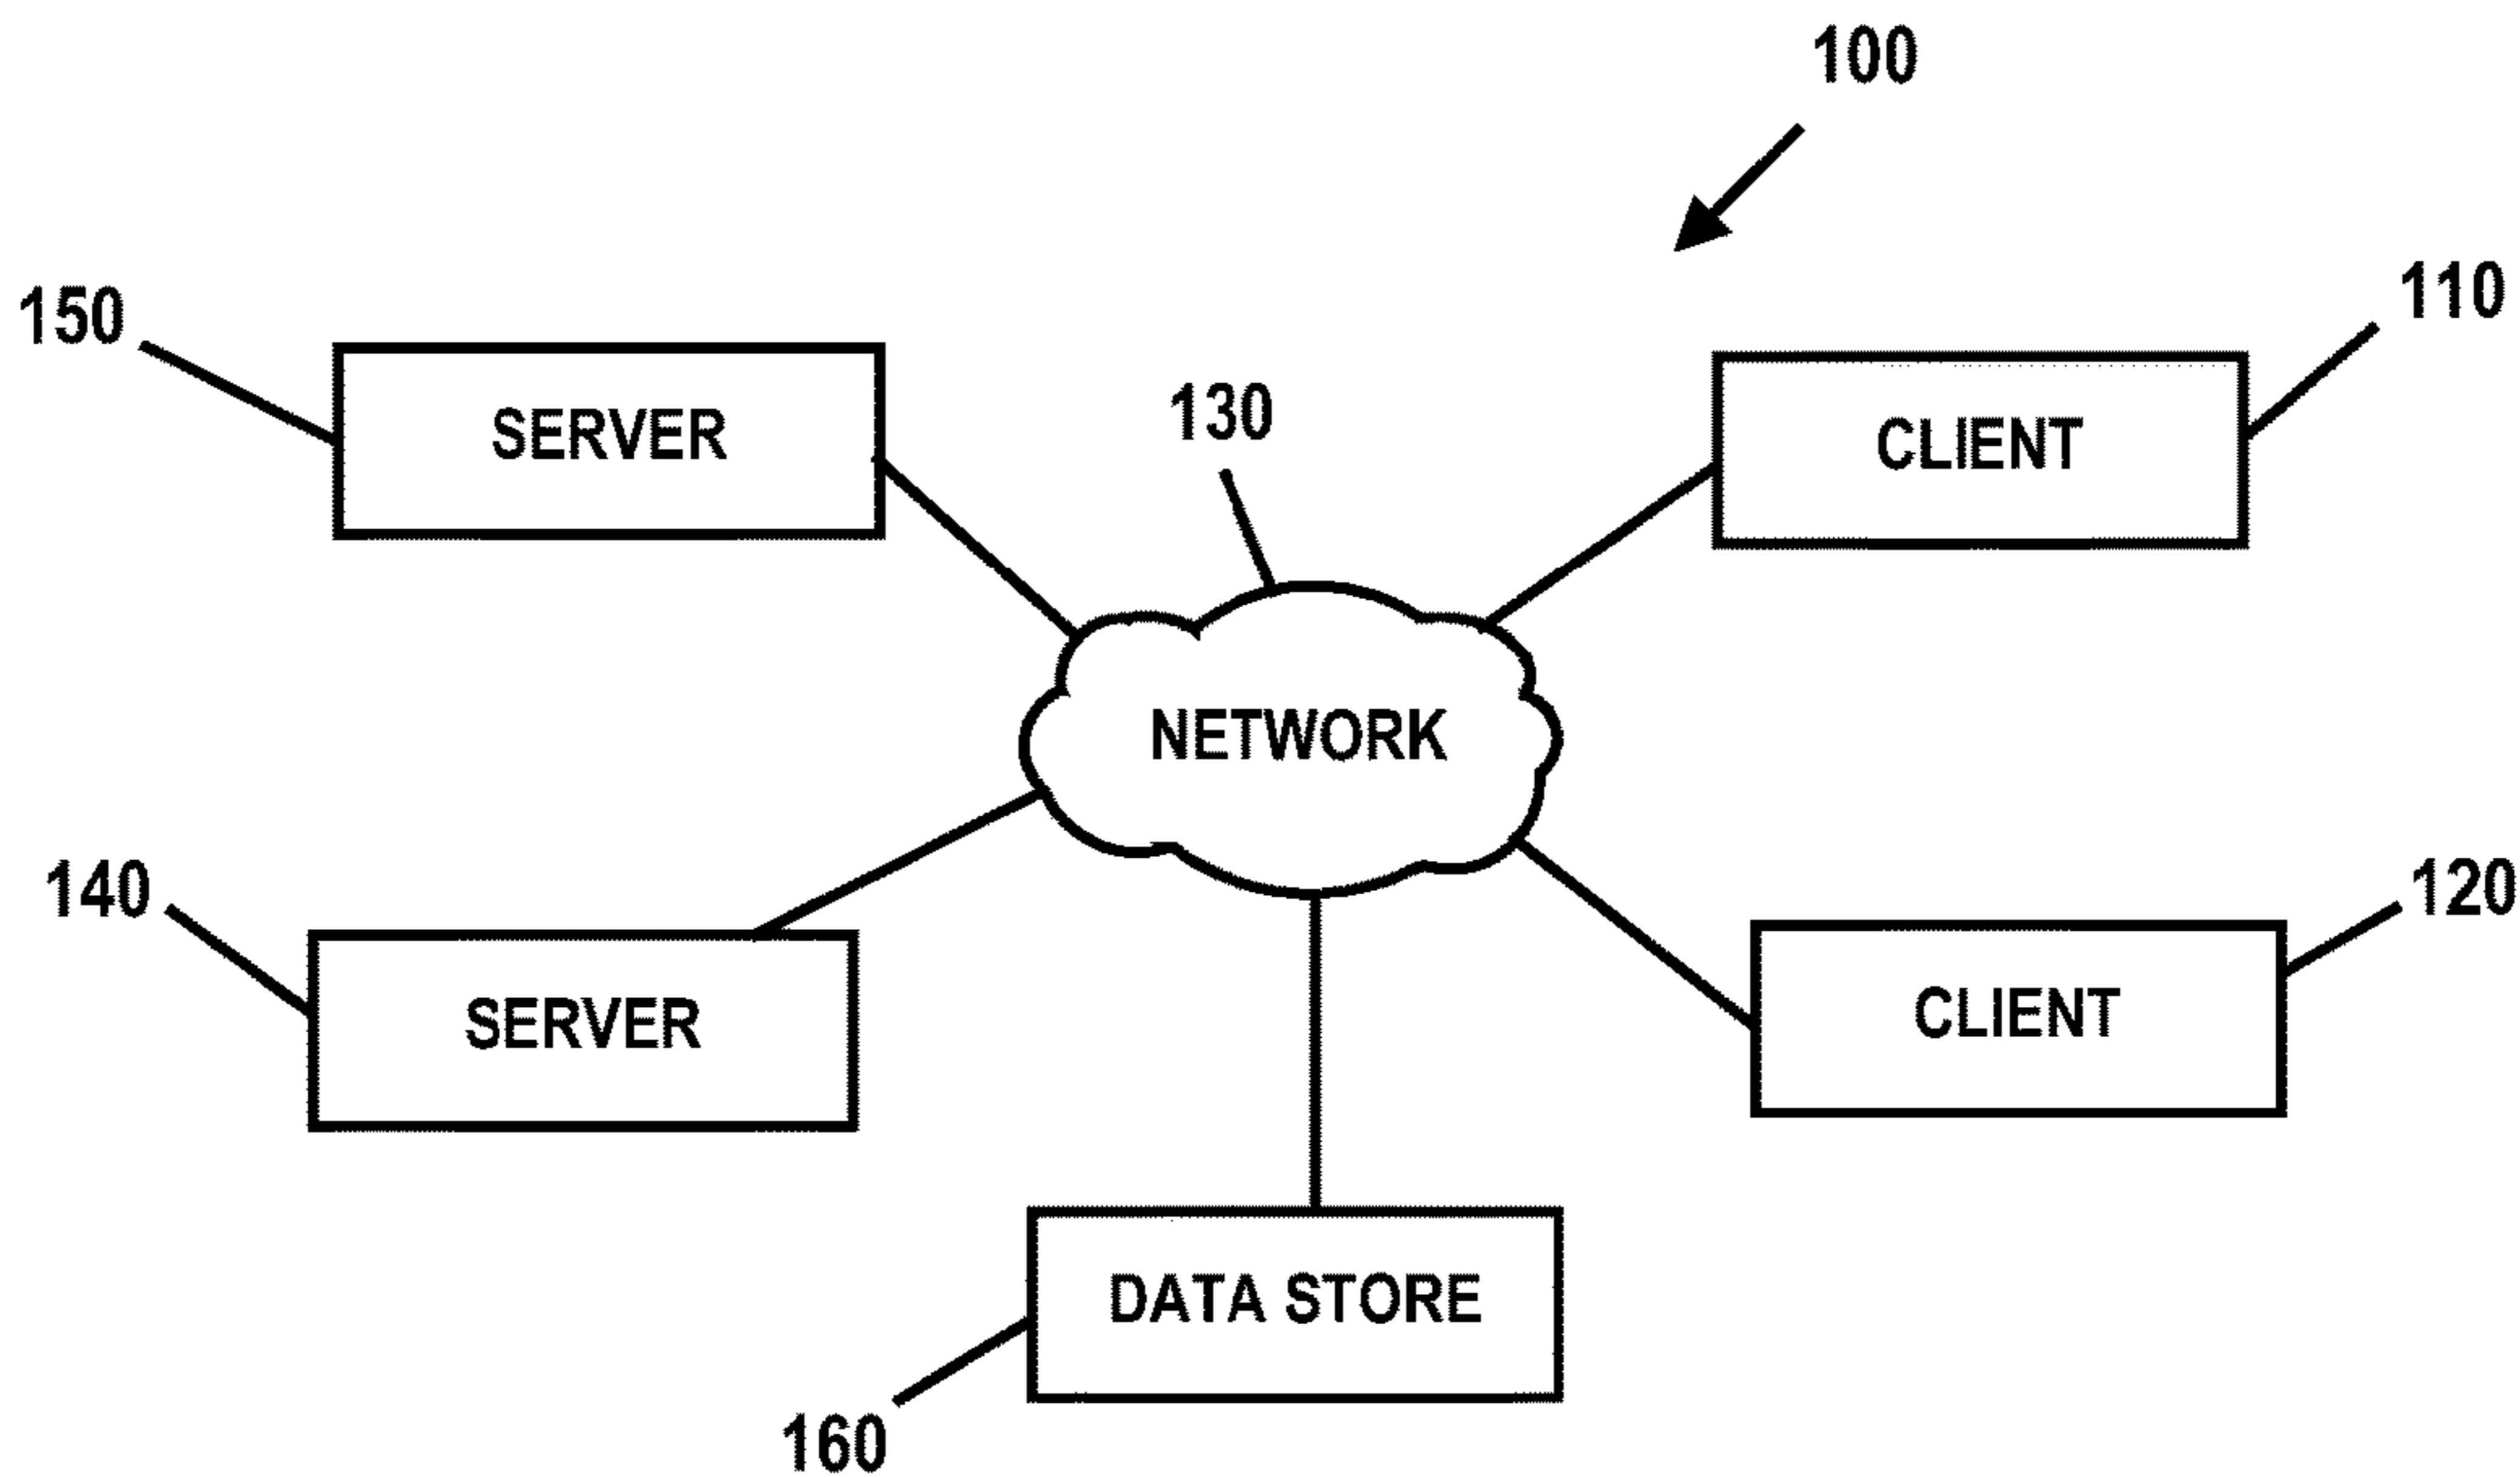 100
150
110
SERVER
130
CLIENT
NETWORK
140
120
SERVER
CLIENT
DATA STORE
160